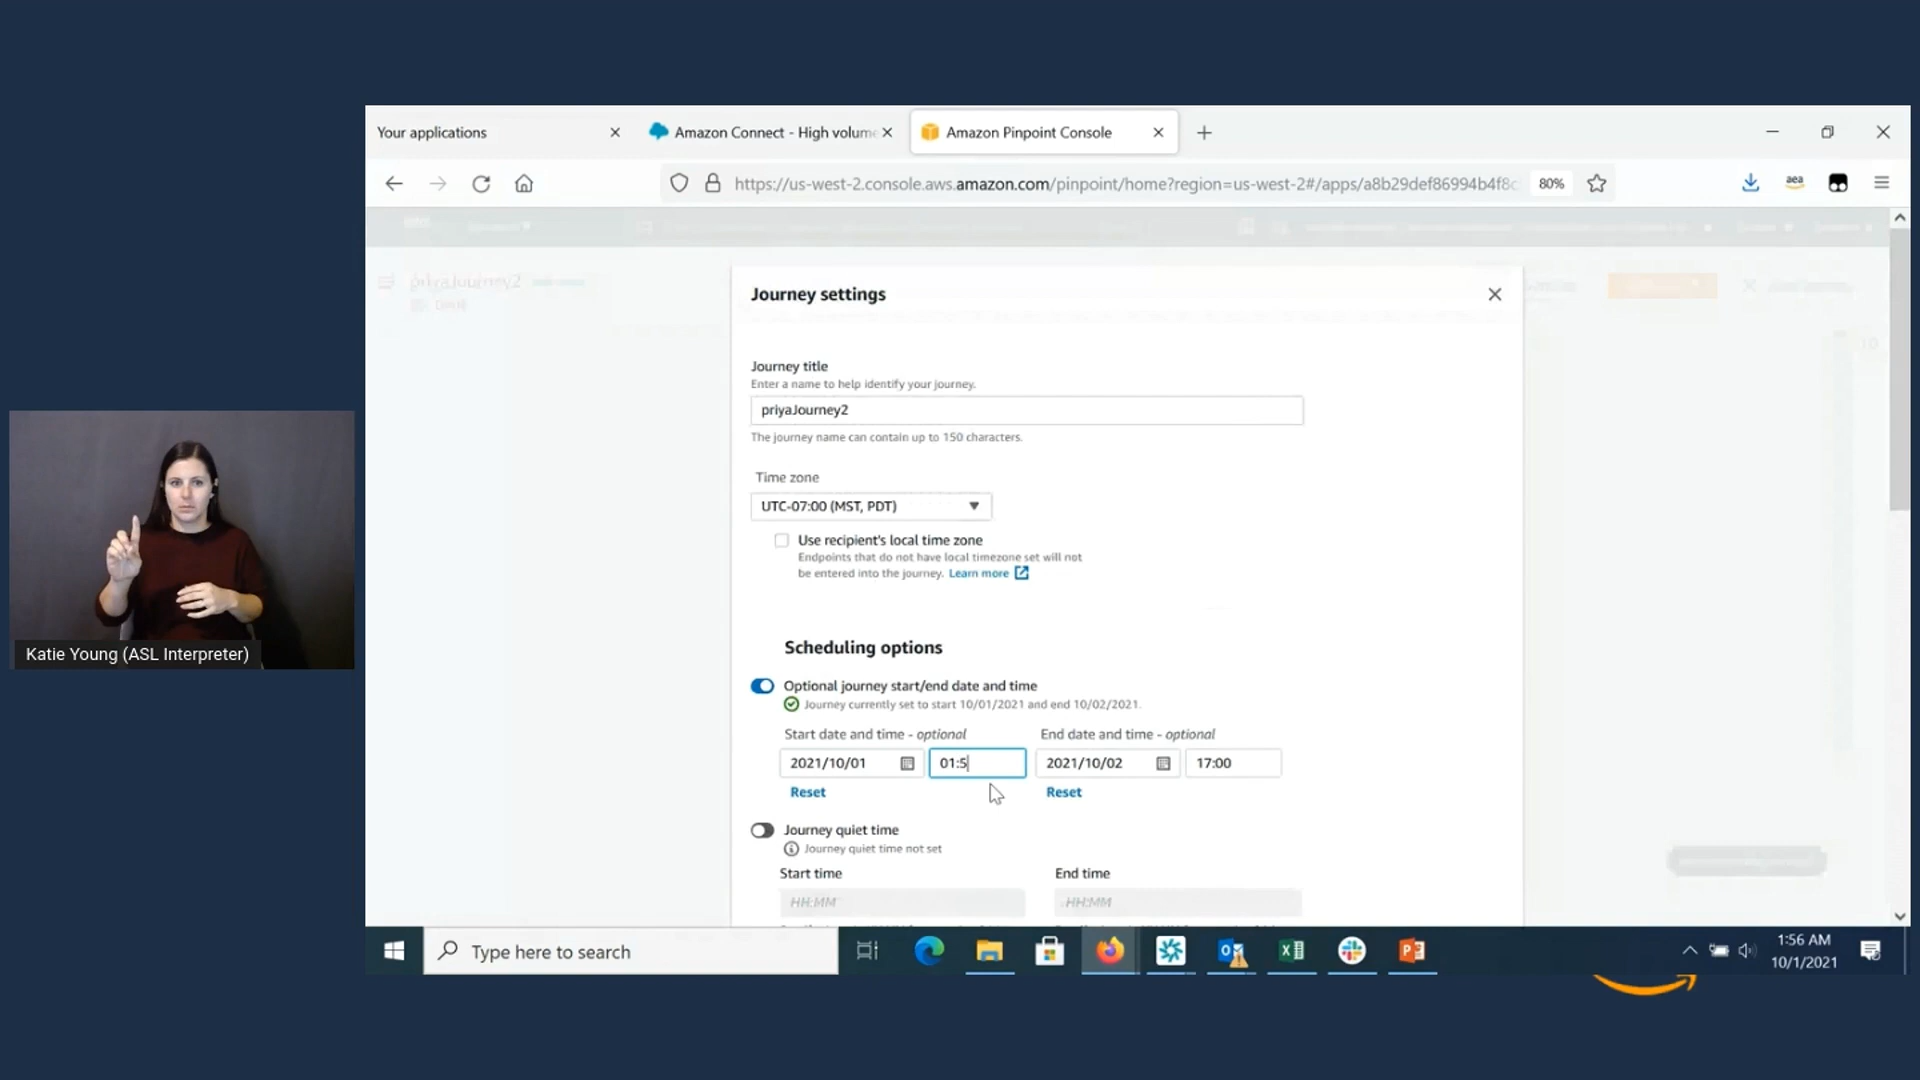 Your applications
Amazon Connect - High volume
Amazon Pinpoint Console
https://us-west-2.console.aws.amazon.com/pinpoint/home?region=us-west-2#/apps/a8b29def86994b4f8c
80%
aea
priyaJourney2
Draft
Journey settings
Journey title
Enter a name to help identify your journey.
priyaJourney2
The journey name can contain up to 150 characters.
Time zone
UTC-07:00 (MST, PDT)
Use recipient's local time zone
Endpoints that do not have local timezone set will not
be entered into the journey. Learn more
Scheduling options
Optional journey start/end date and time
Journey currently set to start 10/01/2021 and end 10/02/2021.
Start date and time - optional
End date and time - optional
2021/10/01
01:5
2021/10/02
17:00
Reset
Reset
Journey quiet time
Journey quiet time not set
Start time
End time
HH:MM
HH:MM
Katie Young (ASL Interpreter)
Type here to search
1:56 AM
10/1/2021